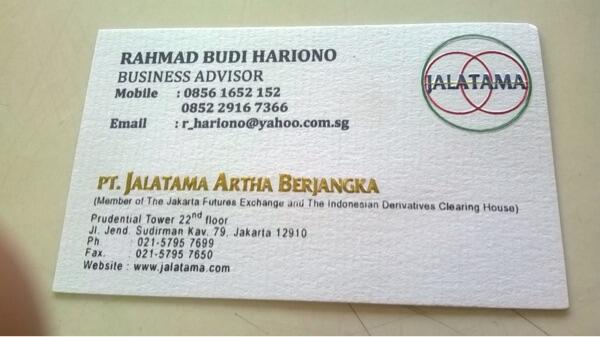 RAHMAD BUDI HARIONO
BUSINESS ADVISOR
Mobile : 0856 1652 152
0852 2916 7366
Email : r_hariono@yahoo.com.sg
JALATAMA
PT. JALATAMA ARTHA BERJANGKA
(Member of The Jakarta Futures Exchange and The Indonesian Derivatives Clearing House)
Prudential Tower 22nd floor
Jl. Jend. Sudirman Kav. 79, Jakarta 12910
Ph. : 021-5795 7699
Fax. : 021-5795 7650
Website : www.jalatama.com